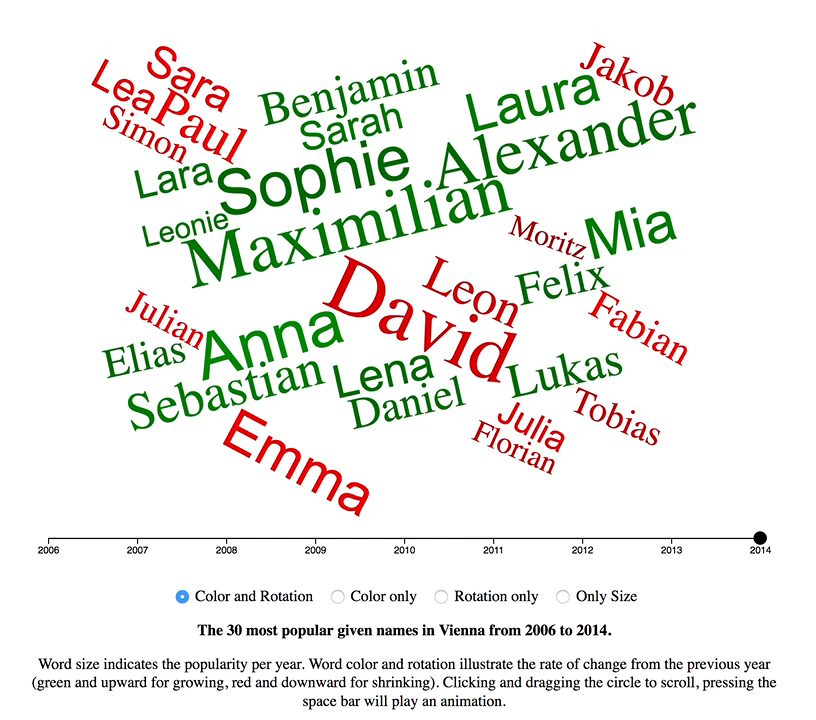 Sara
Jakob
Lea
Paul
Benjamin
Laura
Simon
Sarah
Alexander
Lara
Sophie
Leonie
Maximilian
Moritz
Mia
David
Leon
Felix
Julian
Fabian
Elias
Anna
Sebastian
Lena
Lukas
Daniel
Tobias
Julia
Florian
Emma
2006 2007 2008 2009 2010 2011 2012 2013 2014
Color and Rotation Color only Rotation only Only Size
The 30 most popular given names in Vienna from 2006 to 2014.
Word size indicates the popularity per year. Word color and rotation illustrate the rate of change from the previous year
(green and upward for growing, red and downward for shrinking). Clicking and dragging the circle to scroll, pressing the
space bar will play an animation.